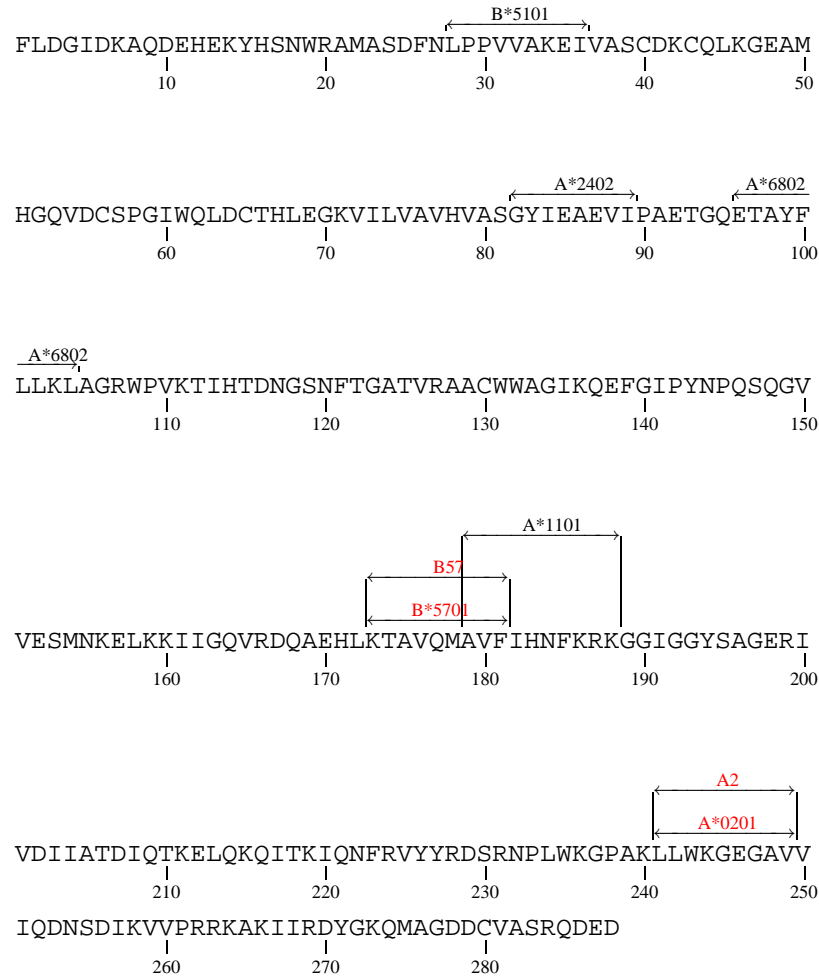 B*5101
FLDGIDKAQDEHEKYHSNWRAMASDFNLPPVVAKEIVASCDKCQLKGEAM
10 20 30 40 50
A*2402 A*6802
HGQVDCSPGIWQLDCTHLEGKVILVAVHVASGYIEAEVIPAETGQETAYF
60 70 80 90 100
A*6802
LLKLAGRWPVKTIHTDNGSNFTGATVRAACWWAGIKQEFGIPYNPQSQGV
110 120 130 140 150
A*1101
B57
B*5701
VESMNKELKKIIGQVRDQAEHLKTAVQMAVFIHNFKRKGGIGGYSAGERI
160 170 180 190 200
A2
A*0201
VDIIATDIQTKELQKQITKIQNFRVYYRDSRNPLWKGPAKLLWKGEGAVV
210 220 230 240 250
IQDNSDIKVVPRRKAKIIRDYGKQMAGDDCVASRQDED
260 270 280